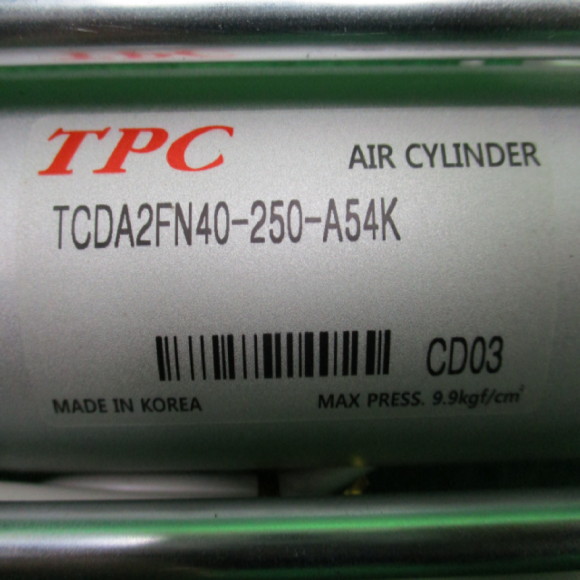 TPC AIR CYLINDER
TCDA2FN40-250-A54K
CD03
MADE IN KOREA MAX PRESS. 9.9kgf/cm²